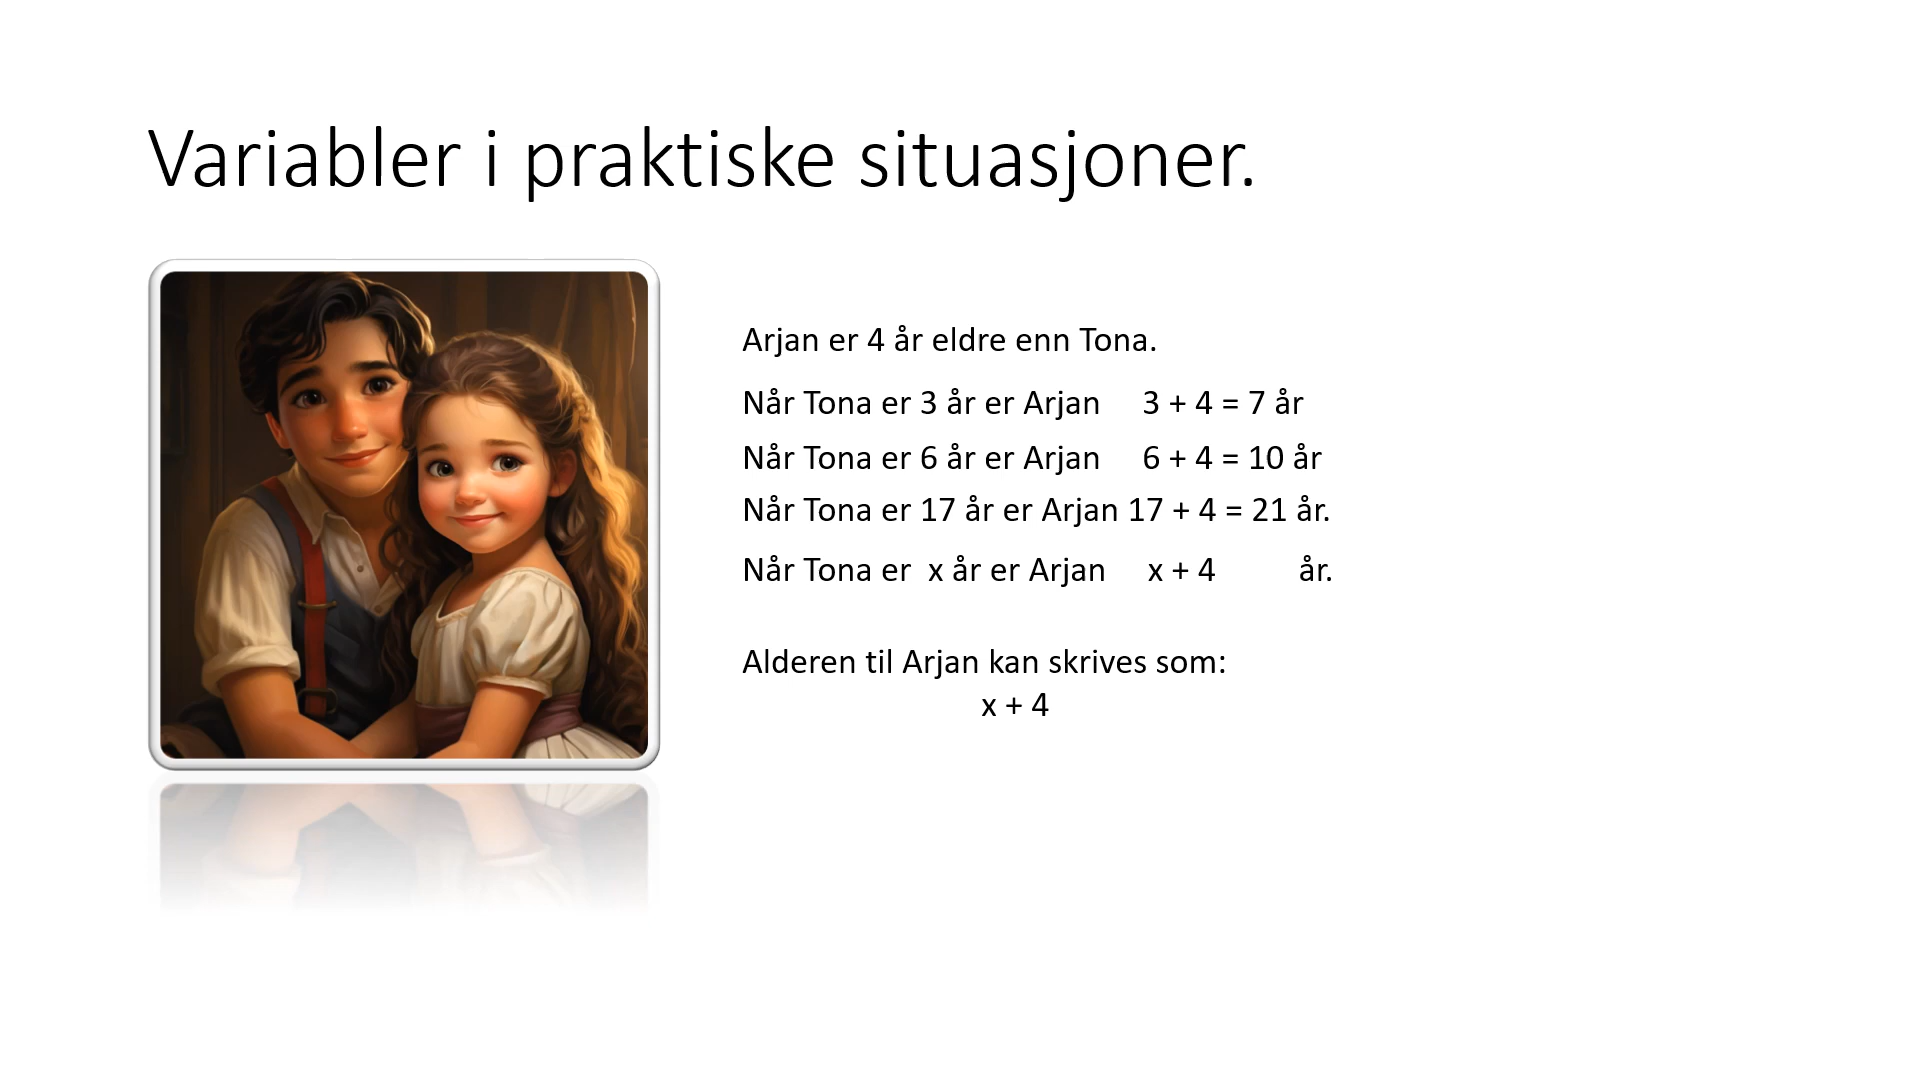 Variabler i praktiske situasjoner.
Arjan er 4 år eldre enn Tona.
Når Tona er 3 år er Arjan 3 + 4 = 7 år
Når Tona er 6 år er Arjan 6 + 4 = 10 år
Når Tona er 17 år er Arjan 17 + 4 = 21 år.
Når Tona er x år er Arjan x + 4 år.
Alderen til Arjan kan skrives som:
x + 4